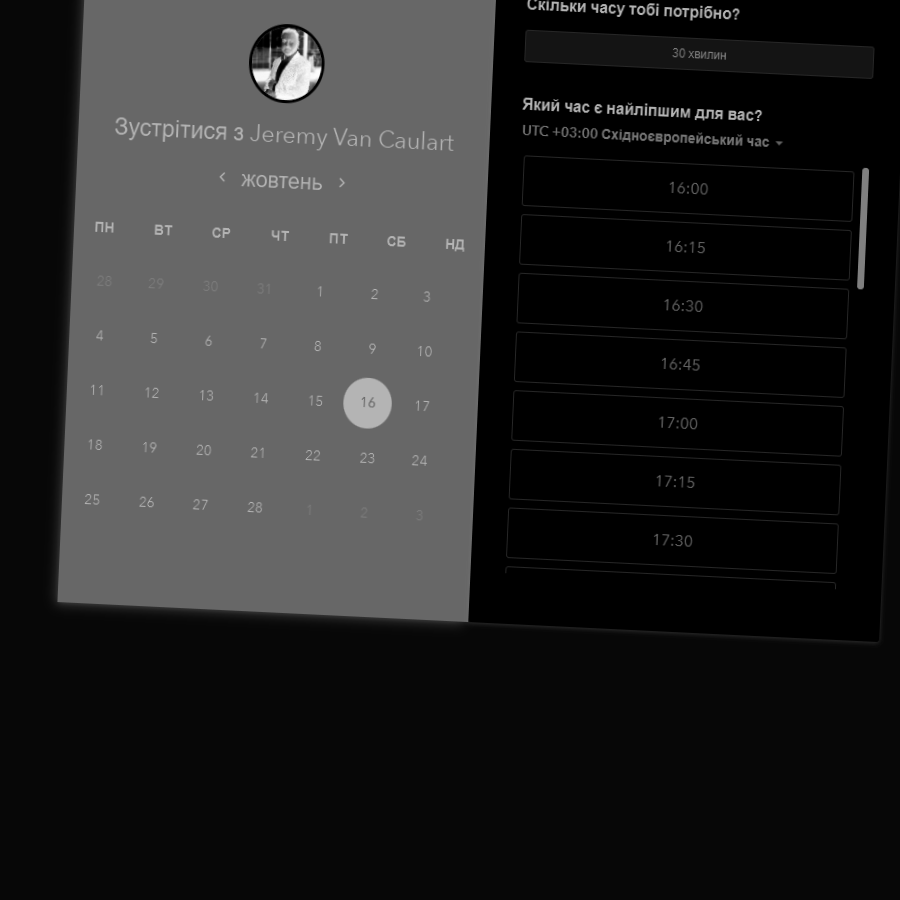 Зустрітися з Jeremy Van Caulart
жовтень
ПН ВТ СР ЧТ ПТ СБ НД
28 29 30 31 1 2 3
4 5 6 7 8 9 10
11 12 13 14 15 16 17
18 19 20 21 22 23 24
25 26 27 28 1 2 3
Скільки часу тобі потрібно?
30 хвилин
Який час є найліпшим для вас?
UTC +03:00 Східноєвропейський час
16:00
16:15
16:30
16:45
17:00
17:15
17:30